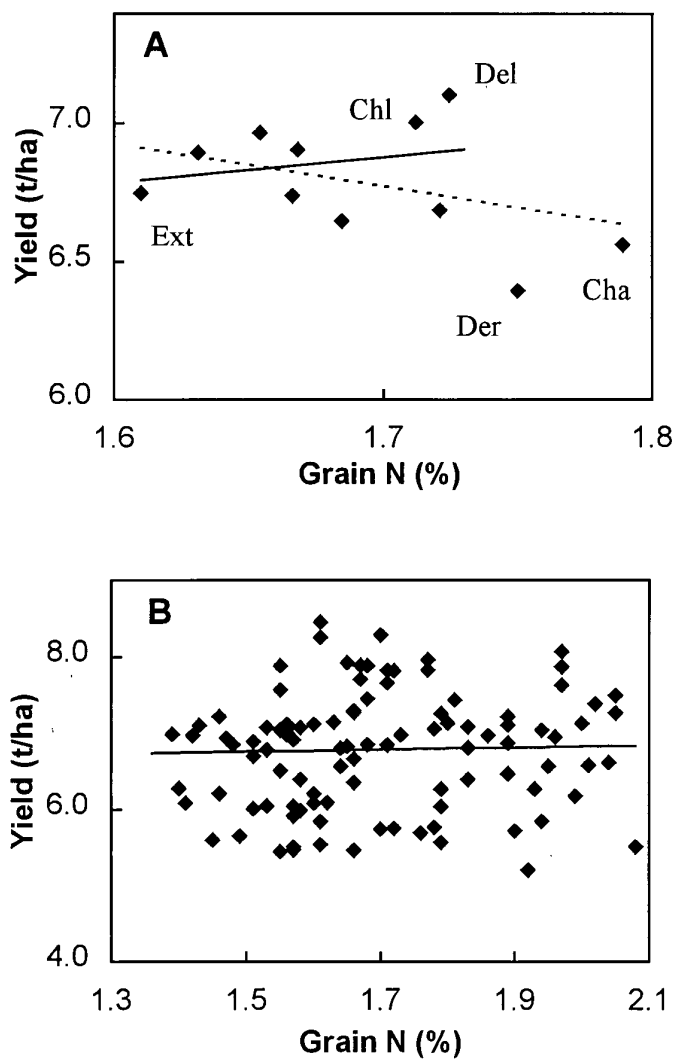 A
Del
Chl
7.0
Yield (t/ha)
Ext
6.5
Cha
Der
6.0
1.6
1.7
1.8
Grain N (%)
B
8.0
Yield (t/ha)
6.0
4.0
1.3
1.5
1.7
1.9
2.1
Grain N (%)